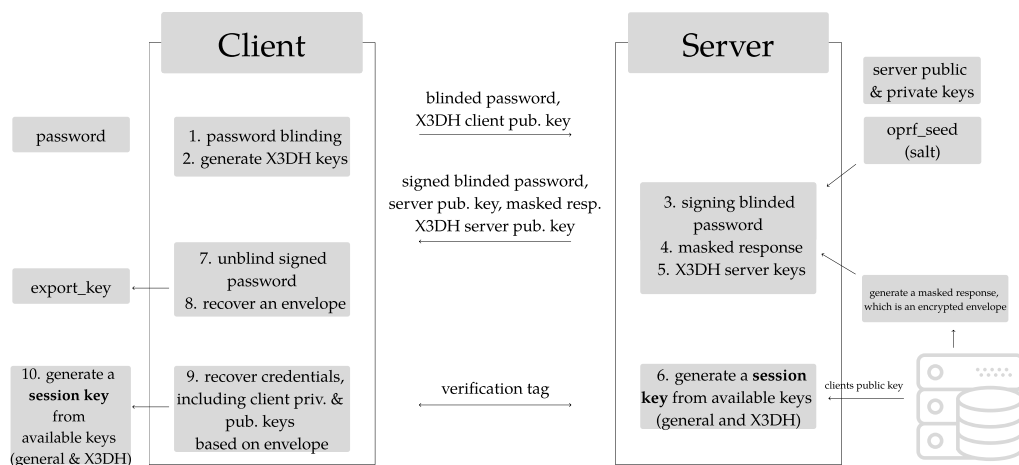 Client
Server
server public
& private keys
oprf_seed
(salt)
password
1. password blinding
2. generate X3DH keys
blinded password,
X3DH client pub. key
signed blinded password,
server pub. key, masked resp.
X3DH server pub. key
3. signing blinded
password
4. masked response
5. X3DH server keys
7. unblind signed
password
8. recover an envelope
export_key
generate a masked response,
which is an encrypted envelope
10. generate a
session key
from
available keys
(general & X3DH)
9. recover credentials,
including client priv. &
pub. keys
based on envelope
verification tag
6. generate a session
key from available keys
(general and X3DH)
clients public key